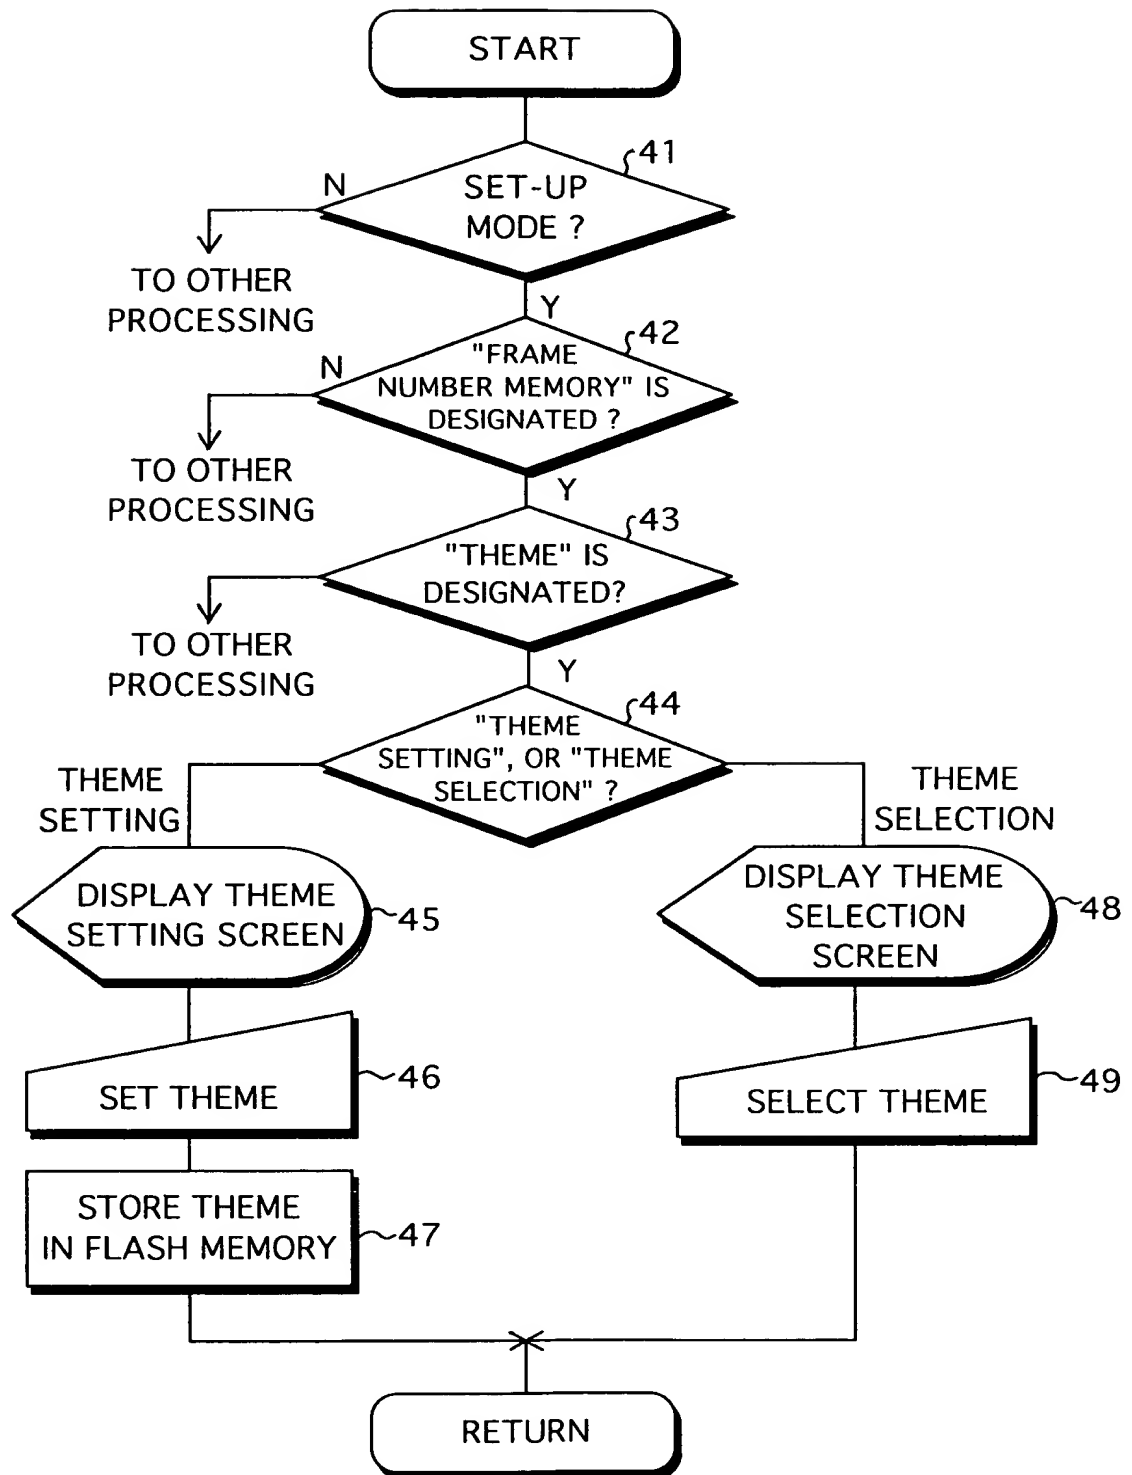 START
41
SET-UP
MODE ?
N
TO OTHER
PROCESSING
Y
42
"FRAME
NUMBER MEMORY" IS
DESIGNATED ?
N
TO OTHER
PROCESSING
Y
43
"THEME" IS
DESIGNATED?
TO OTHER
PROCESSING
Y
44
"THEME
SETTING", OR "THEME
SELECTION" ?
THEME
SETTING
THEME
SELECTION
DISPLAY THEME
SETTING SCREEN
45
DISPLAY THEME
SELECTION
SCREEN
48
SET THEME
46
SELECT THEME
49
STORE THEME
IN FLASH MEMORY
47
RETURN